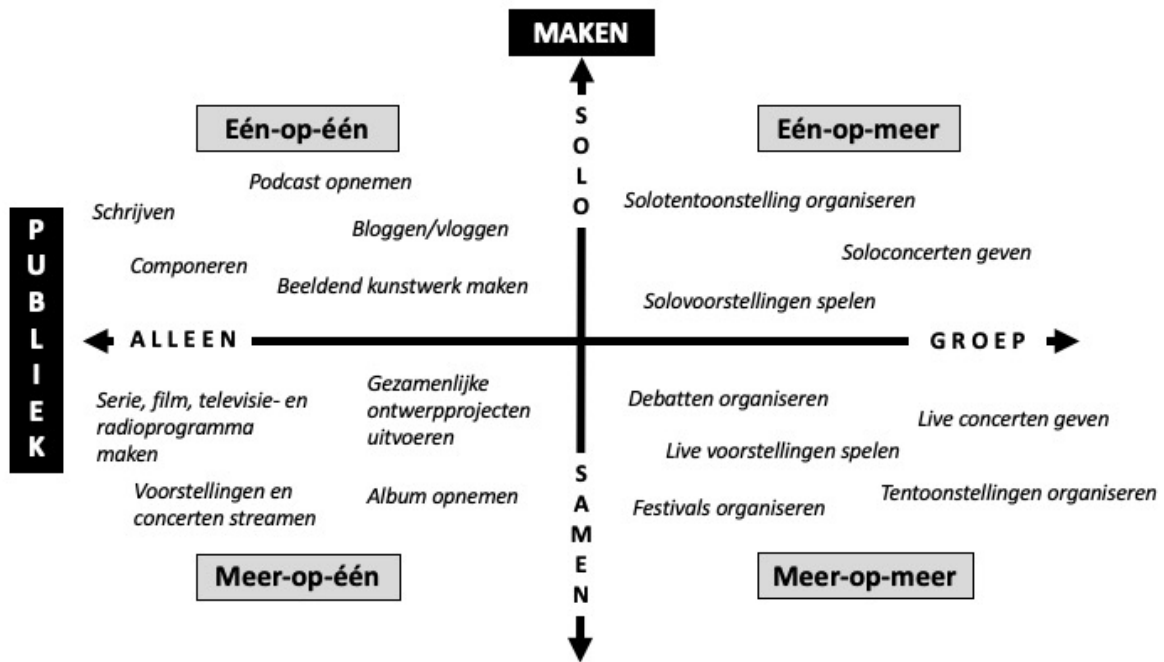 MAKEN
SOLO
Eén-op-één
Eén-op-meer
Podcast opnemen
Schrijven
Bloggen/vloggen
Componeren
Beeldend kunstwerk maken
Solotentoonstelling organiseren
Soloconcerten geven
Solovoorstellingen spelen
PUBLIEK
ALLEEN
GROEP
Serie, film, televisie- en
radioprogramma
maken
Gezamenlijke
ontwerpprojecten
uitvoeren
Voorstellingen en
concerten streamen
Album opnemen
Debatten organiseren
Live concerten geven
Live voorstellingen spelen
Tentoonstellingen organiseren
Festivals organiseren
SAMEN
Meer-op-één
Meer-op-meer